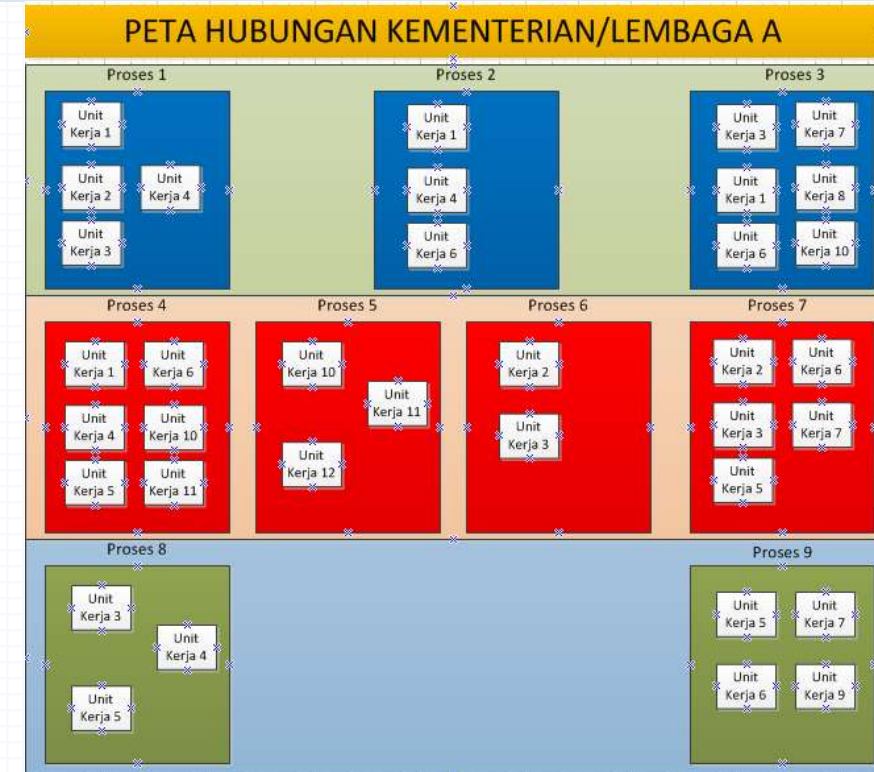 PETA HUBUNGAN KEMENTERIAN/LEMBAGA A
Proses 1
Unit
Kerja 1
Unit
Kerja 2
Unit
Kerja 4
Unit
Kerja 3
Proses 2
Unit
Kerja 1
Unit
Kerja 4
Unit
Kerja 6
Proses 3
Unit
Kerja 3
Unit
Kerja 7
Unit
Kerja 1
Unit
Kerja 8
Unit
Kerja 6
Unit
Kerja 10
Proses 4
Unit
Kerja 1
Unit
Kerja 6
Unit
Kerja 4
Unit
Kerja 10
Unit
Kerja 5
Unit
Kerja 11
Proses 5
Unit
Kerja 10
Unit
Kerja 11
Unit
Kerja 12
Proses 6
Unit
Kerja 2
Unit
Kerja 3
Proses 7
Unit
Kerja 2
Unit
Kerja 6
Unit
Kerja 3
Unit
Kerja 7
Unit
Kerja 5
Proses 8
Unit
Kerja 3
Unit
Kerja 4
Unit
Kerja 5
Proses 9
Unit
Kerja 5
Unit
Kerja 7
Unit
Kerja 6
Unit
Kerja 9